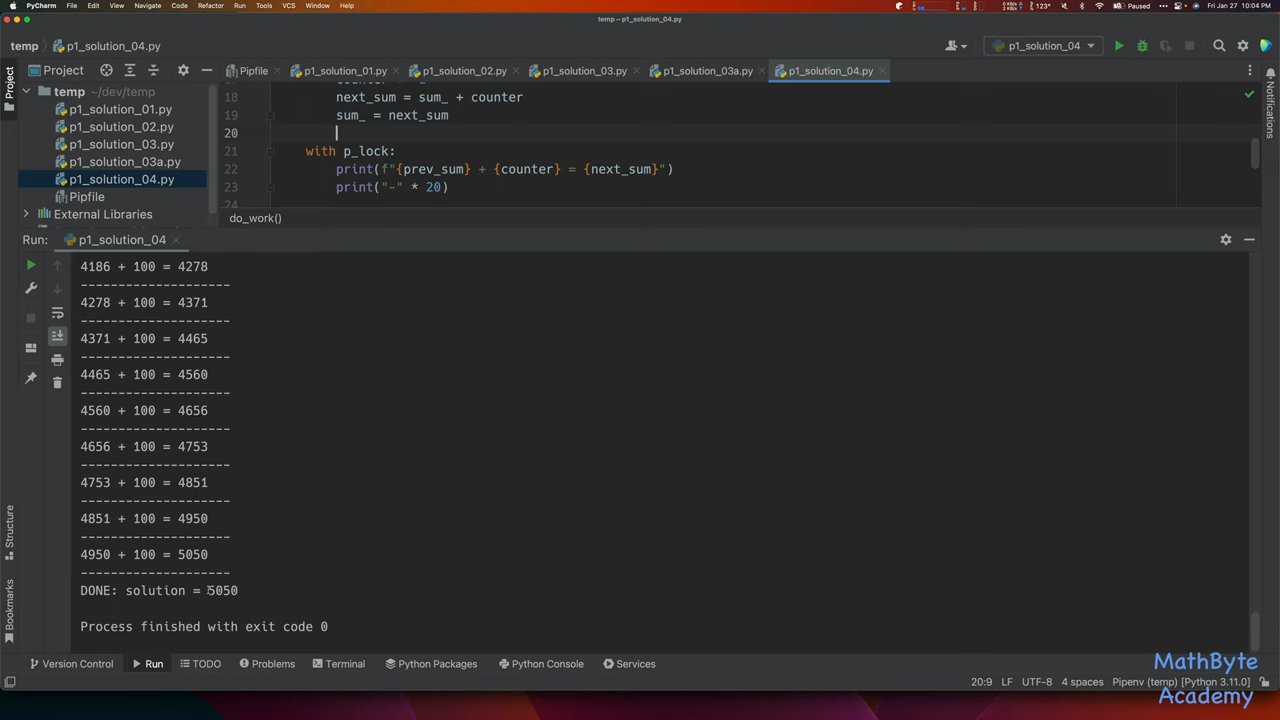 PyCharm File Edit View Navigate Code Refactor Run Tools VCS Window Help 123° Paused Fri Jan 27 10:04 PM
temp – p1_solution_04.py
temp p1_solution_04.py p1_solution_04
Project Project Pipfile p1_solution_01.py p1_solution_02.py p1_solution_03.py p1_solution_03a.py p1_solution_04.py
temp ~/dev/temp
p1_solution_01.py
p1_solution_02.py
p1_solution_03.py
p1_solution_03a.py
p1_solution_04.py
Pipfile
External Libraries
Notifications
18 next_sum = sum_ + counter
19 sum_ = next_sum
20
21 with p_lock:
22 print(f"{prev_sum} + {counter} = {next_sum}")
23 print("-" * 20)
24
do_work()
Run: p1_solution_04
4186 + 100 = 4278
--------------------
4278 + 100 = 4371
--------------------
4371 + 100 = 4465
--------------------
4465 + 100 = 4560
--------------------
4560 + 100 = 4656
--------------------
4656 + 100 = 4753
--------------------
4753 + 100 = 4851
--------------------
4851 + 100 = 4950
--------------------
4950 + 100 = 5050
--------------------
DONE: solution = 5050
Process finished with exit code 0
Structure
Bookmarks
Version Control Run TODO Problems Terminal Python Packages Python Console Services
20:9 LF UTF-8 4 spaces Pipenv (temp) [Python 3.11.0]
MathByte
Academy